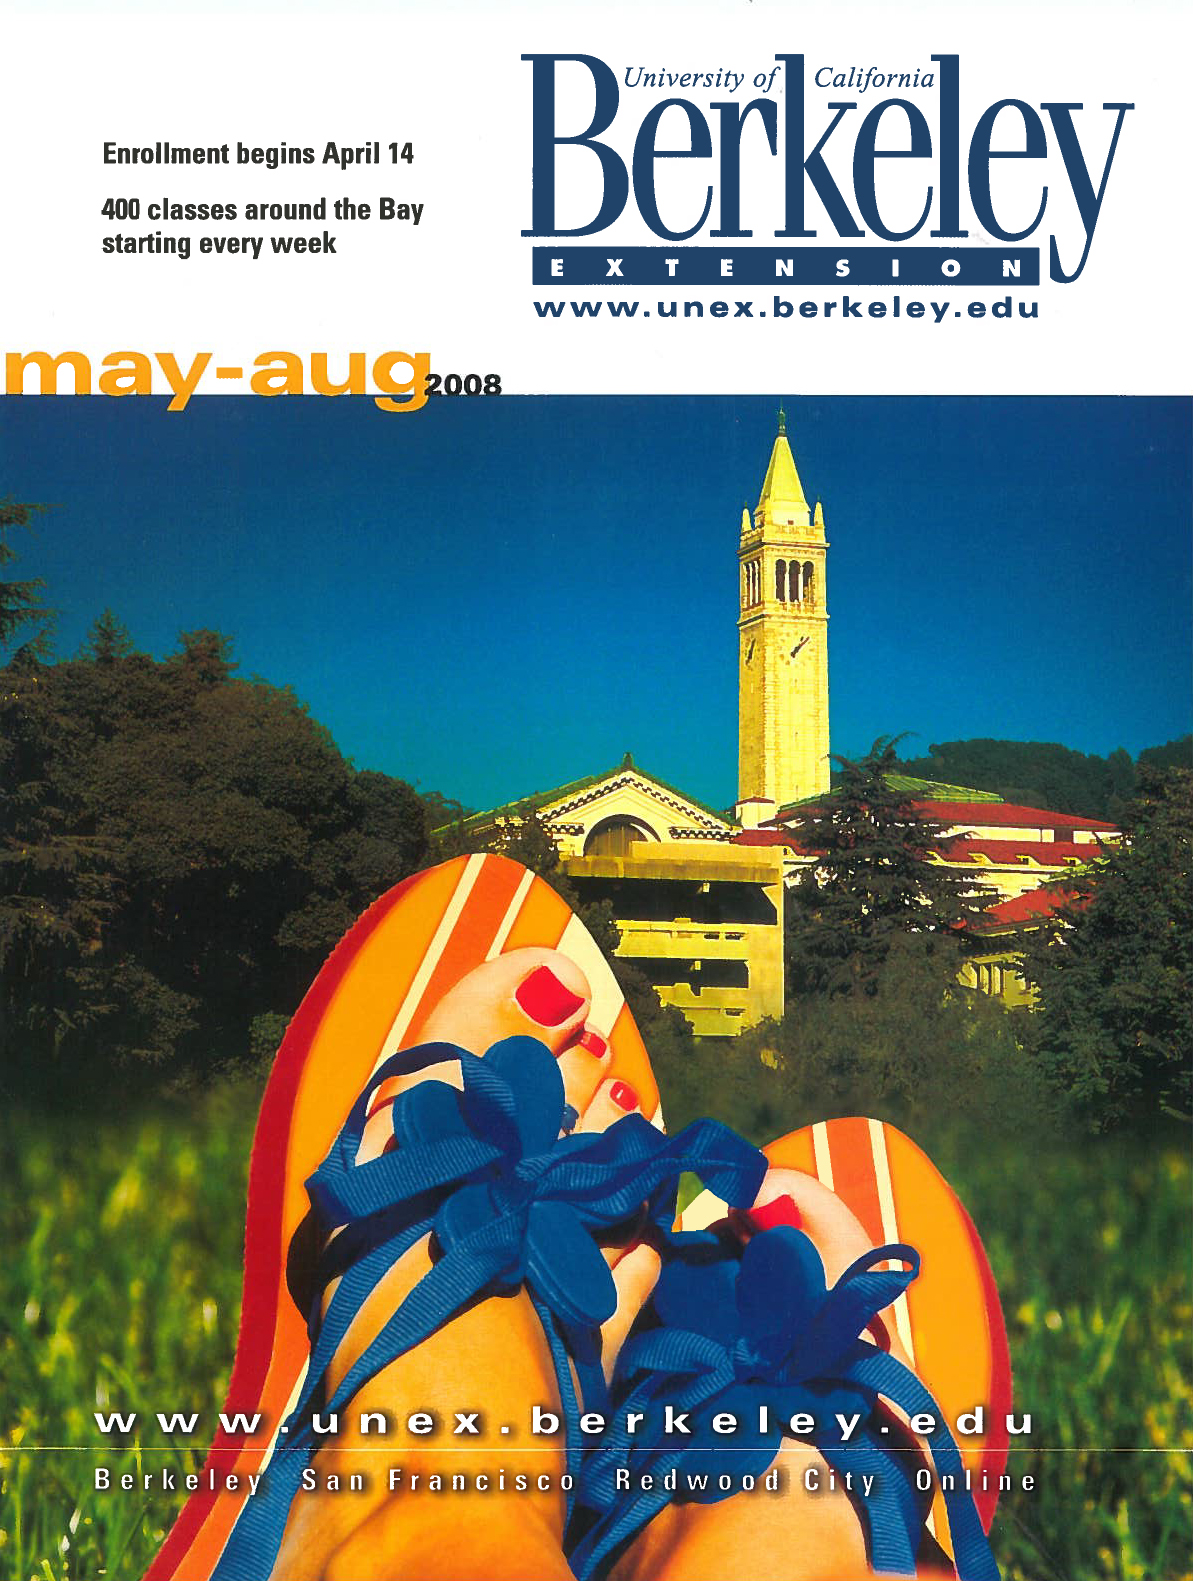 University of California
Berkeley
EXTENSION
www.unex.berkeley.edu
Enrollment begins April 14
400 classes around the Bay
starting every week
may-aug 2008
www.unex.berkeley.edu
Berkeley San Francisco Redwood City Online